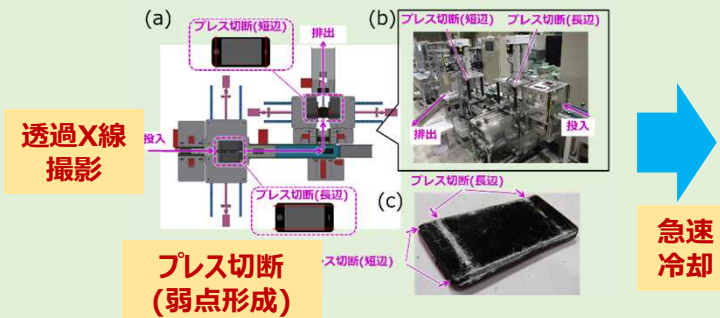 (a)
プレス切断(短辺)
排出
投入
プレス切断(長辺)
(b)
プレス切断(短辺)
プレス切断(長辺)
排出
投入
(c)
プレス切断(長辺)
レス切断(短辺)
透過X線
撮影
プレス切断
(弱点形成)
急速
冷却